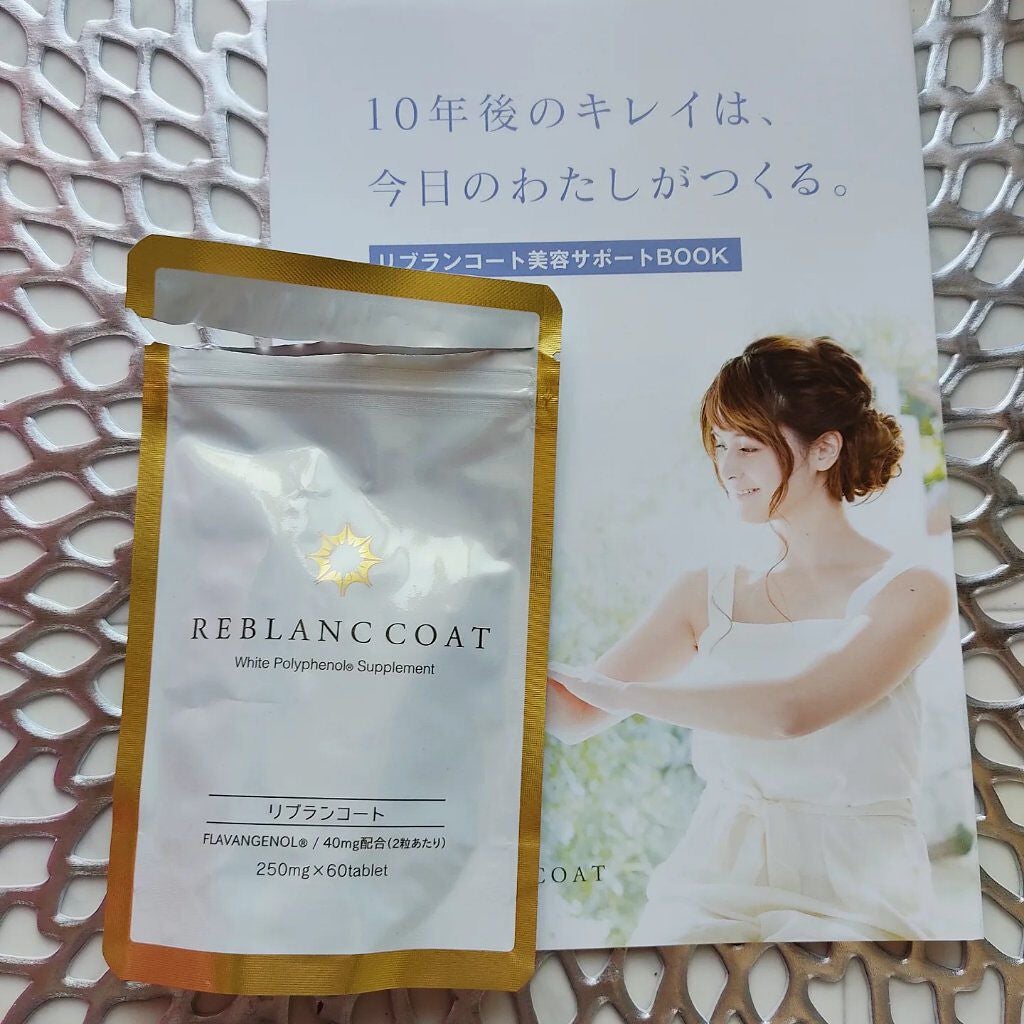 10年後のキレイは、
今日のわたしがつくる。
リブランコート美容サポートBOOK
REBLANC COAT
White Polyphenol® Supplement
リブランコート
FLAVANGENOL® / 40mg配合(2粒あたり)
250mg×60tablet
COAT